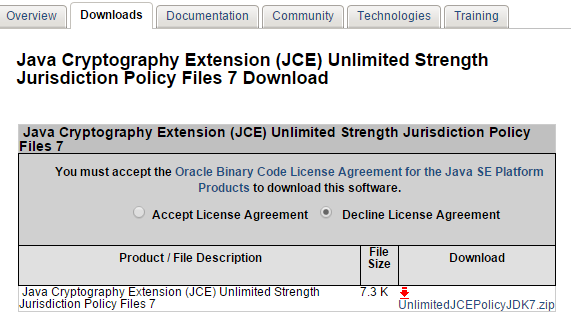 Overview Downloads Documentation Community Technologies Training
Java Cryptography Extension (JCE) Unlimited Strength
Jurisdiction Policy Files 7 Download
Java Cryptography Extension (JCE) Unlimited Strength Jurisdiction Policy
Files 7
You must accept the Oracle Binary Code License Agreement for the Java SE Platform
Products to download this software.
Accept License Agreement Decline License Agreement
Product / File Description File Size Download
Java Cryptography Extension (JCE) Unlimited Strength 7.3 K
Jurisdiction Policy Files 7 UnlimitedJCEPolicyJDK7.zip